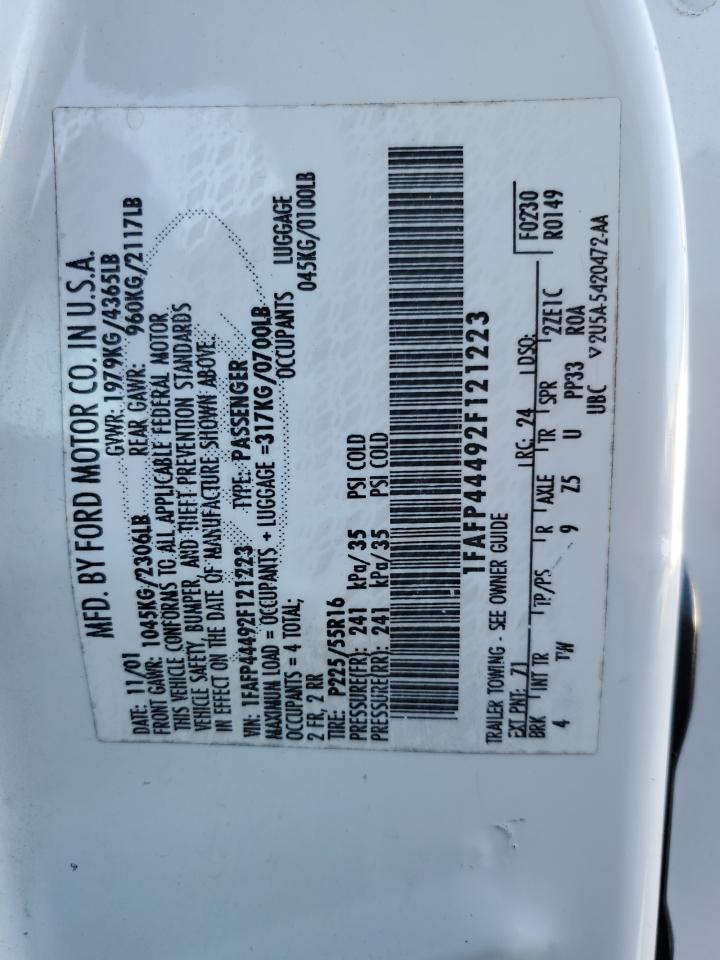 MFD. BY FORD MOTOR CO. IN U.S.A.
DATE: 11/01 GVWR: 1979KG/4365LB
FRONT GAWR: 1045KG/2306LB REAR GAWR: 960KG/2117LB
THIS VEHICLE CONFORMS TO ALL APPLICABLE FEDERAL MOTOR
VEHICLE SAFETY, BUMPER, AND THEFT PREVENTION STANDARDS
IN EFFECT ON THE DATE OF MANUFACTURE SHOWN ABOVE.
VIN: 1FAFP44492F121223 TYPE: PASSENGER
MAXIMUM LOAD = OCCUPANTS + LUGGAGE =317KG/0700LB
OCCUPANTS = 4 TOTAL; OCCUPANTS LUGGAGE
2 FR, 2 RR 045KG/0100LB
TIRE: P225/55R16
PRESSURE(FR): 241 kPa/35 PSI COLD
PRESSURE(RR): 241 kPa/35 PSI COLD
1FAFP44492F121223
TRAILER TOWING - SEE OWNER GUIDE
EXT PNT: Z1 RC: 24 DSO: F0230
BRK INT TR TP/PS R AXLE TR SPR 2ZE1C R0149
4 TW 9 Z5 U PP33 ROA
UBC ▽2U5A-5420472-AA